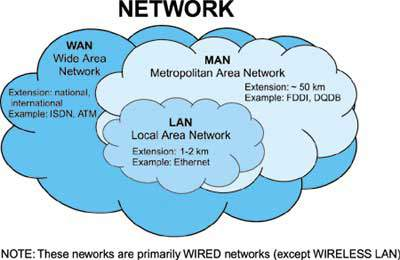 NETWORK
WAN
Wide Area
Network
Extension: national,
international
Example: ISDN, ATM
MAN
Metropolitan Area Network
Extension: ~ 50 km
Example: FDDI, DQDB
LAN
Local Area Network
Extension: 1-2 km
Example: Ethernet
NOTE: These neworks are primarily WIRED networks (except WIRELESS LAN)